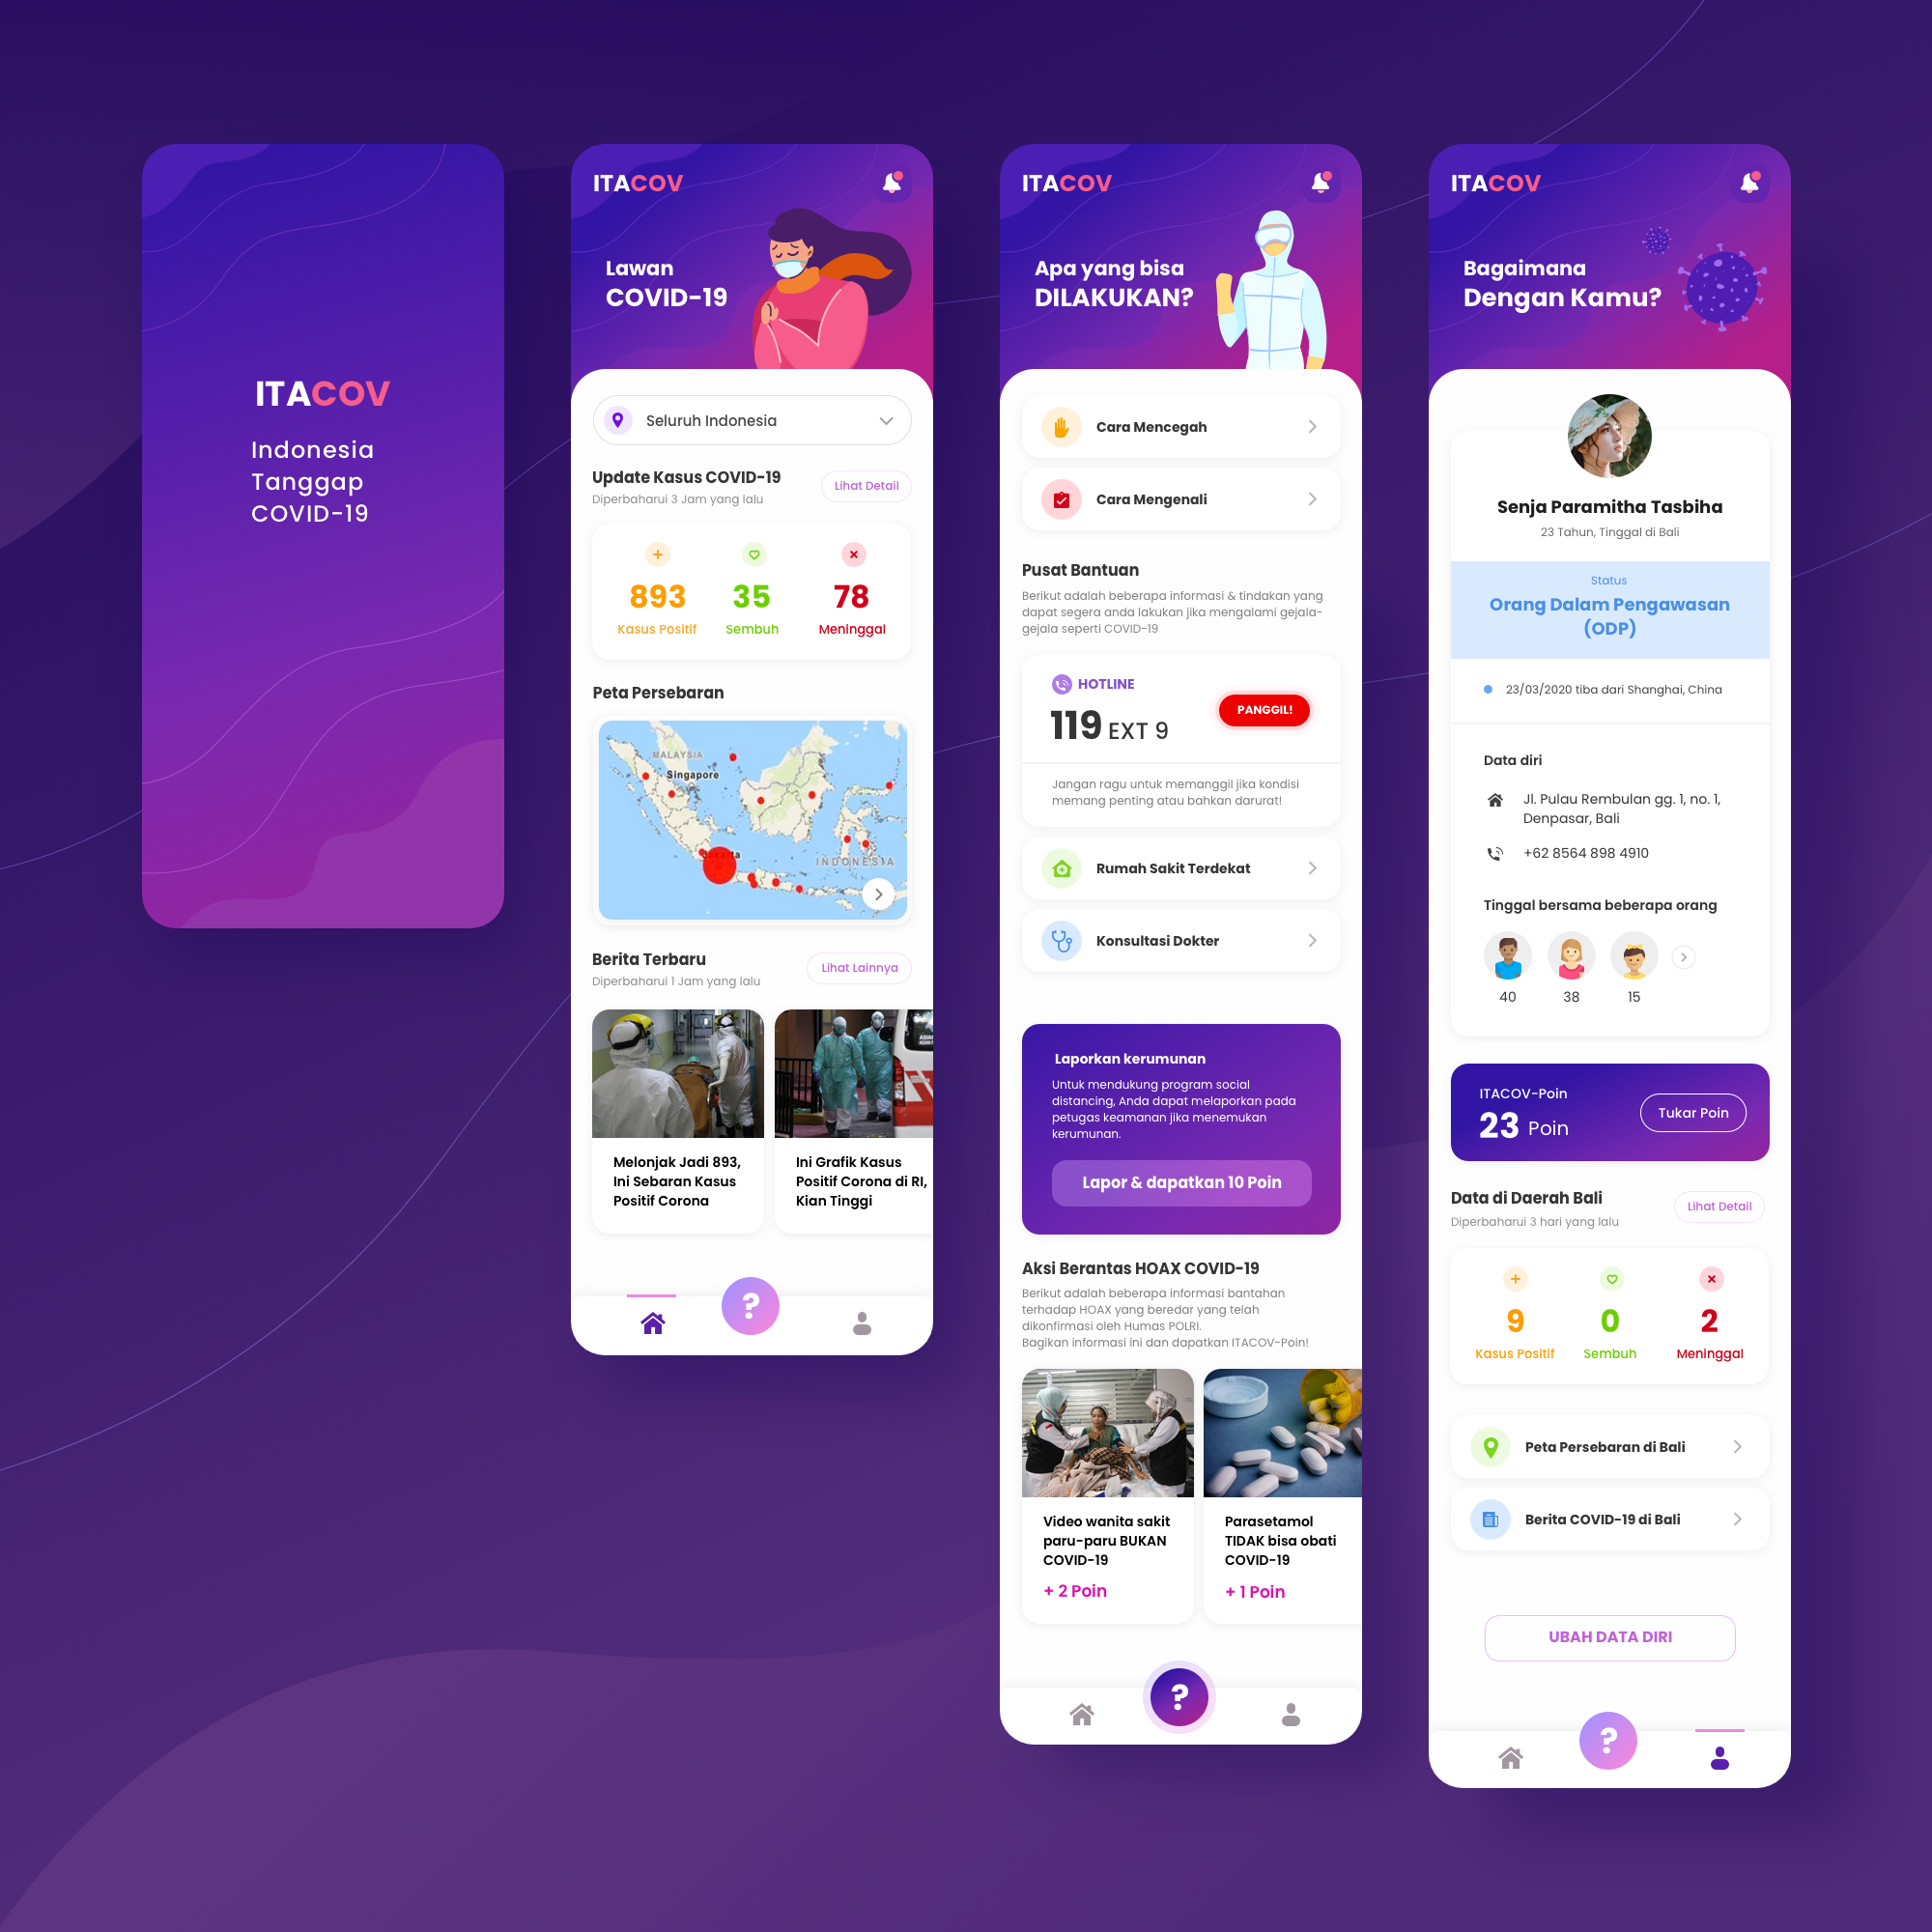 ITACOV
Indonesia
Tanggap
COVID-19
ITACOV
Lawan
COVID-19
Seluruh Indonesia
Update Kasus COVID-19
Diperbaharui 3 Jam yang lalu
Lihat Detail
893
Kasus Positif
35
Sembuh
78
Meninggal
Peta Persebaran
MALAYSIA
Singapore
Jakarta
INDONESIA
Berita Terbaru
Diperbaharui 1 Jam yang lalu
Lihat Lainnya
Melonjak Jadi 893,
Ini Sebaran Kasus
Positif Corona
Ini Grafik Kasus
Positif Corona di RI,
Kian Tinggi
?
ITACOV
Apa yang bisa
DILAKUKAN?
Cara Mencegah
Cara Mengenali
Pusat Bantuan
Berikut adalah beberapa informasi & tindakan yang
dapat segera anda lakukan jika mengalami gejala-
gejala seperti COVID-19
HOTLINE
119 EXT 9
PANGGIL!
Jangan ragu untuk memanggil jika kondisi
memang penting atau bahkan darurat!
Rumah Sakit Terdekat
Konsultasi Dokter
Laporkan kerumunan
Untuk mendukung program social
distancing, Anda dapat melaporkan pada
petugas keamanan jika menemukan
kerumunan.
Lapor & dapatkan 10 Poin
Aksi Berantas HOAX COVID-19
Berikut adalah beberapa informasi bantahan
terhadap HOAX yang beredar yang telah
dikonfirmasi oleh Humas POLRI.
Bagikan informasi ini dan dapatkan ITACOV-Poin!
Video wanita sakit
paru-paru BUKAN
COVID-19
+ 2 Poin
Parasetamol
TIDAK bisa obati
COVID-19
+ 1 Poin
?
ITACOV
Bagaimana
Dengan Kamu?
Senja Paramitha Tasbiha
23 Tahun, Tinggal di Bali
Status
Orang Dalam Pengawasan
(ODP)
23/03/2020 tiba dari Shanghai, China
Data diri
Jl. Pulau Rembulan gg. 1, no. 1,
Denpasar, Bali
+62 8564 898 4910
Tinggal bersama beberapa orang
40
38
15
ITACOV-Poin
23 Poin
Tukar Poin
Data di Daerah Bali
Diperbaharui 3 hari yang lalu
Lihat Detail
9
Kasus Positif
0
Sembuh
2
Meninggal
Peta Persebaran di Bali
Berita COVID-19 di Bali
UBAH DATA DIRI
?